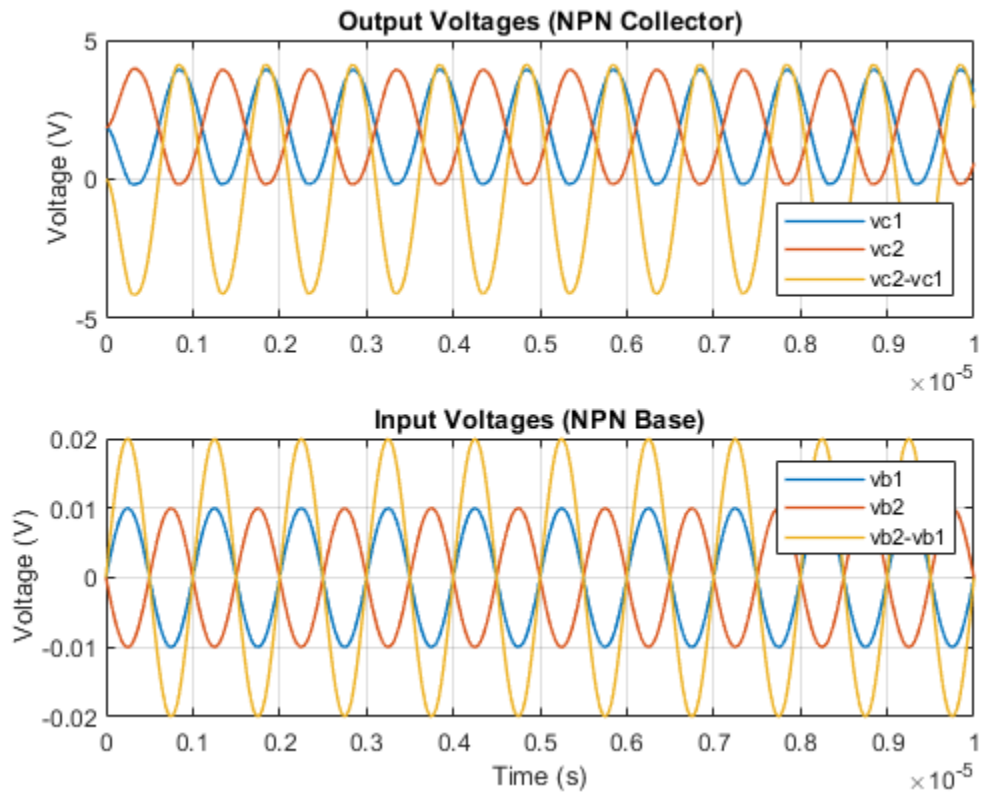 Output Voltages (NPN Collector)
5
0
-5
Voltage (V)
vc1
vc2
vc2-vc1
0 0.1 0.2 0.3 0.4 0.5 0.6 0.7 0.8 0.9 1
×10-5
Input Voltages (NPN Base)
0.02
0.01
0
-0.01
-0.02
Voltage (V)
vb1
vb2
vb2-vb1
0 0.1 0.2 0.3 0.4 0.5 0.6 0.7 0.8 0.9 1
Time (s)
×10-5